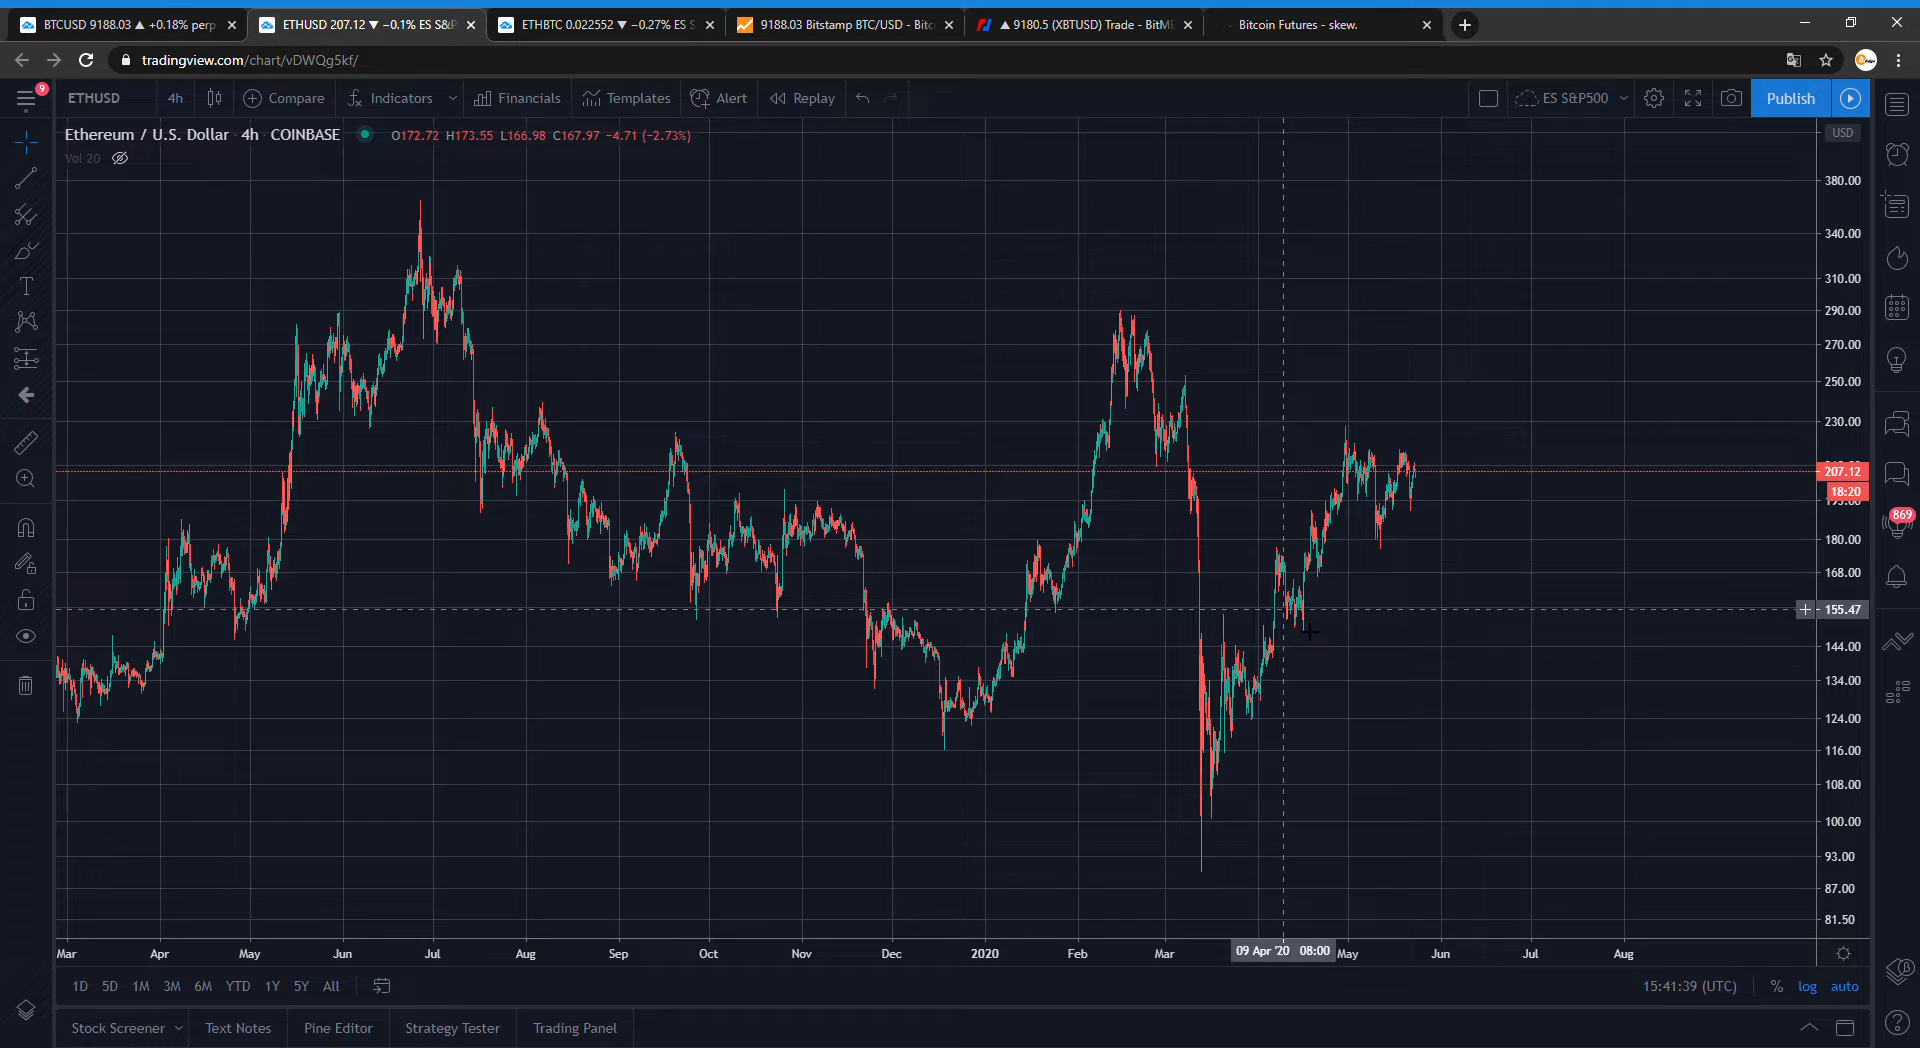 BTCUSD 9188.03 ▲ +0.18% perp
ETHUSD 207.12 ▼ −0.1% ES S&P
ETHBTC 0.022552 ▼ −0.27% ES S
9188.03 Bitstamp BTC/USD - Bitc
▲ 9180.5 (XBTUSD) Trade - BitM
Bitcoin Futures - skew.
tradingview.com/chart/vDWQg5kf/
9
ETHUSD
4h
Compare
Indicators
Financials
Templates
Alert
Replay
ES S&P500
Publish
Ethereum / U.S. Dollar 4h COINBASE
O172.72 H173.55 L166.98 C167.97 −4.71 (−2.73%)
USD
Vol 20
380.00
340.00
310.00
290.00
270.00
250.00
230.00
207.12
18:20
180.00
168.00
155.47
144.00
134.00
124.00
116.00
108.00
100.00
93.00
87.00
81.50
869
Mar Apr May Jun Jul Aug Sep Oct Nov Dec 2020 Feb Mar 09 Apr '20 08:00 May Jun Jul Aug
1D 5D 1M 3M 6M YTD 1Y 5Y All
15:41:39 (UTC)
% log auto
Stock Screener
Text Notes
Pine Editor
Strategy Tester
Trading Panel